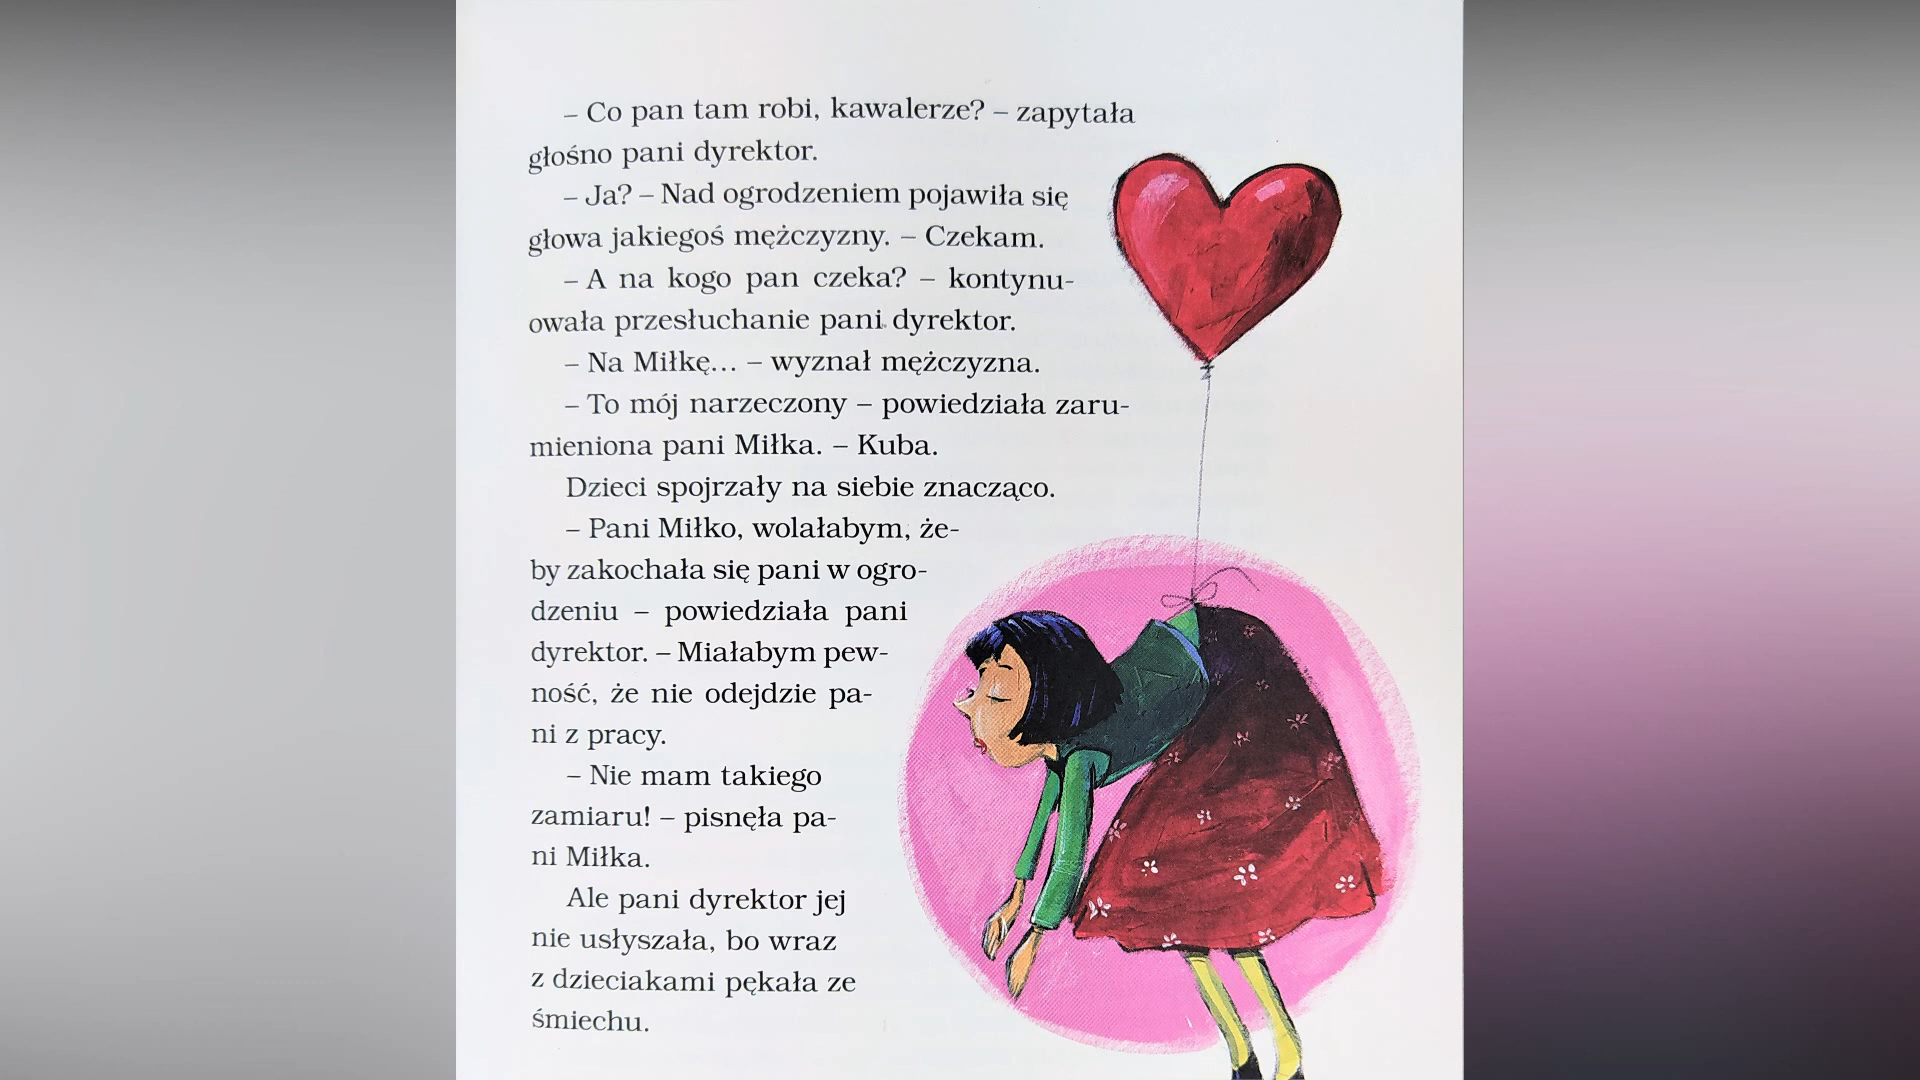 – Co pan tam robi, kawalerze? – zapytała
głośno pani dyrektor.
– Ja? – Nad ogrodzeniem pojawiła się
głowa jakiegoś mężczyzny. – Czekam.
– A na kogo pan czeka? – kontynu-
owała przesłuchanie pani dyrektor.
– Na Miłkę... – wyznał mężczyzna.
– To mój narzeczony – powiedziała zaru-
mieniona pani Miłka. – Kuba.
Dzieci spojrzały na siebie znacząco.
– Pani Miłko, wolałabym, że-
by zakochała się pani w ogro-
dzeniu – powiedziała pani
dyrektor. – Miałabym pew-
ność, że nie odejdzie pa-
ni z pracy.
– Nie mam takiego
zamiaru! – pisnęła pa-
ni Miłka.
Ale pani dyrektor jej
nie usłyszała, bo wraz
z dzieciakami pękała ze
śmiechu.